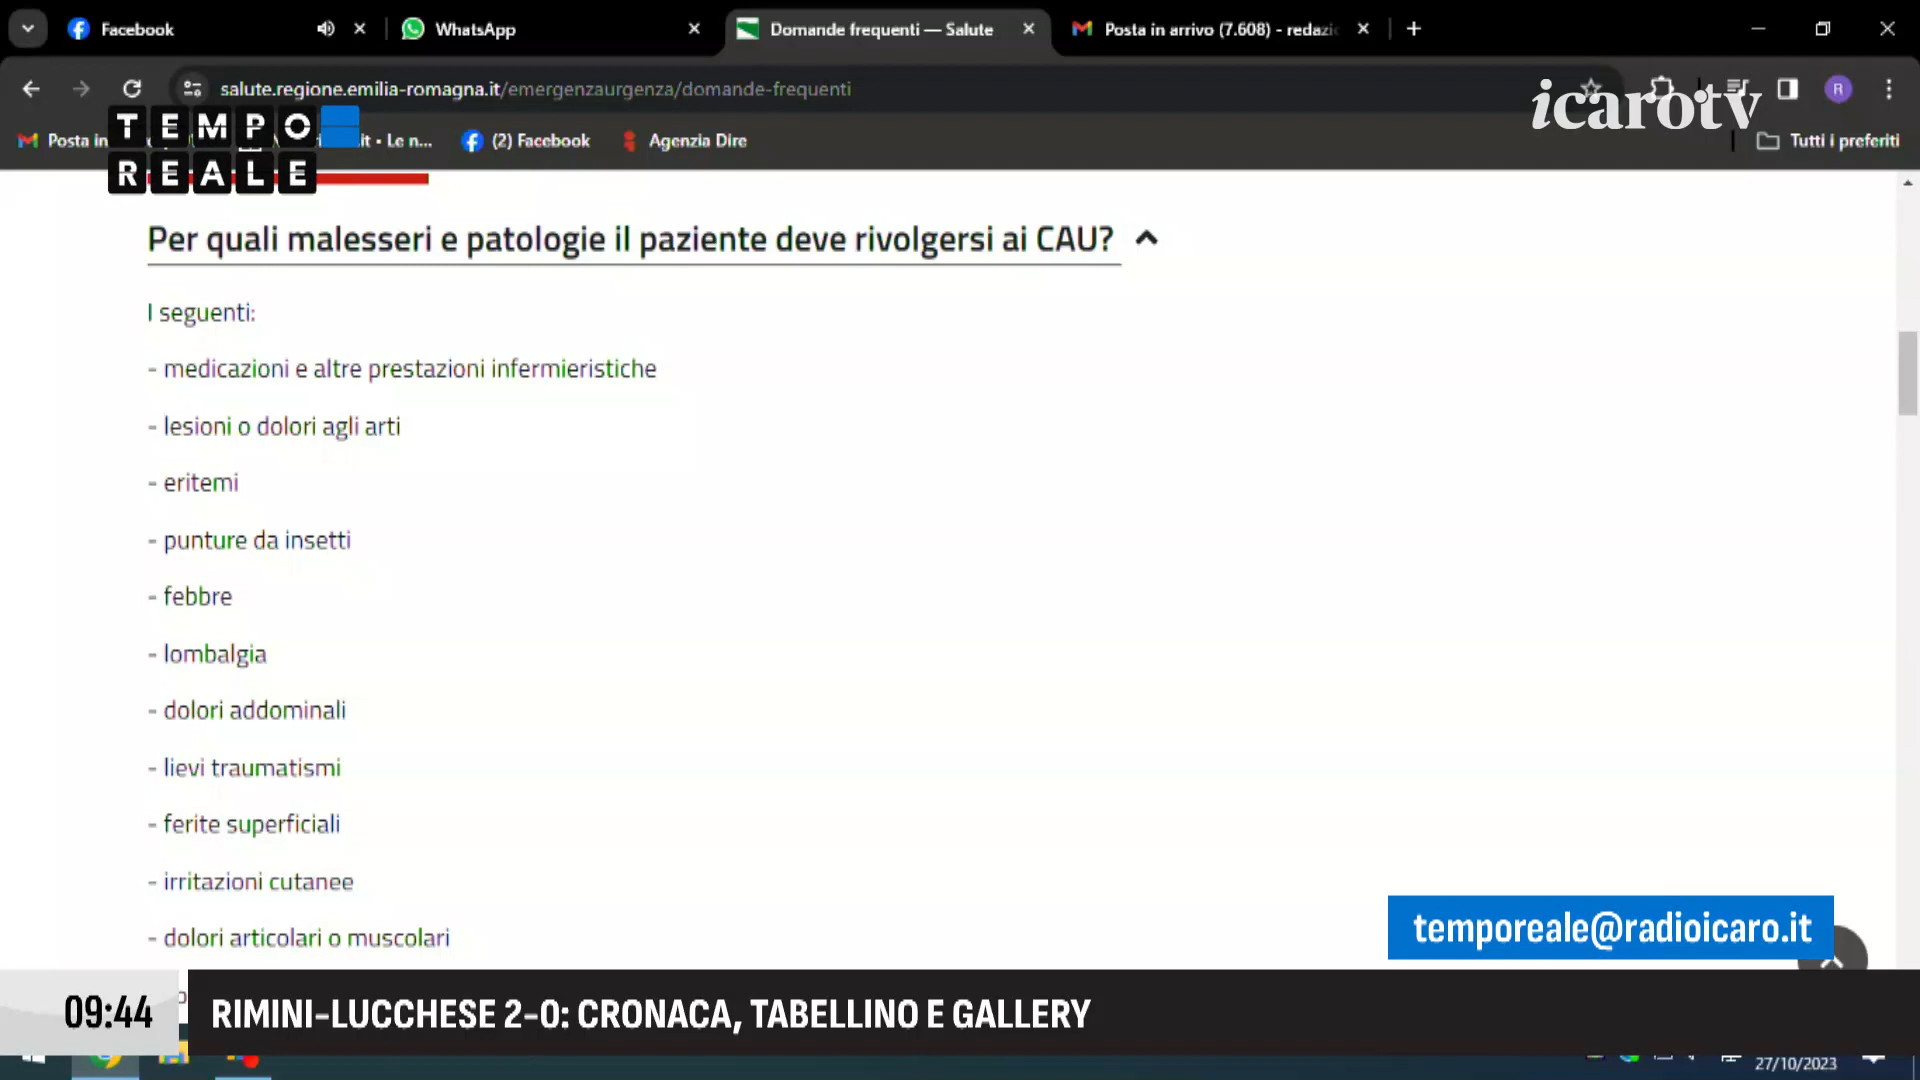 Facebook
WhatsApp
Domande frequenti — Salute
Posta in arrivo (7.608) - redazi
salute.regione.emilia-romagna.it/emergenzaurgenza/domande-frequenti
R
icarotv
TEMPO
REALE
Posta in
it • Le n...
(2) Facebook
Agenzia Dire
Tutti i preferiti
Per quali malesseri e patologie il paziente deve rivolgersi ai CAU?
I seguenti:
- medicazioni e altre prestazioni infermieristiche
- lesioni o dolori agli arti
- eritemi
- punture da insetti
- febbre
- lombalgia
- dolori addominali
- lievi traumatismi
- ferite superficiali
- irritazioni cutanee
- dolori articolari o muscolari
temporeale@radioicaro.it
09:44
RIMINI-LUCCHESE 2-0: CRONACA, TABELLINO E GALLERY
27/10/2023